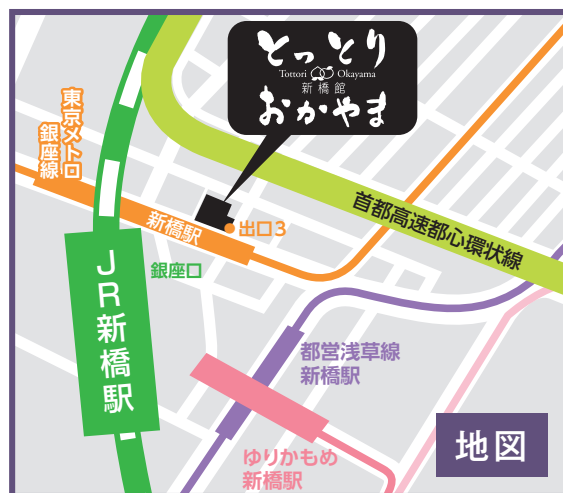 とっとり
Tottori Okayama
新橋館
おかやま
東京メトロ
銀座線
首都高速都心環状線
新橋駅
出口3
銀座口
JR新橋駅
都営浅草線
新橋駅
ゆりかもめ
新橋駅
地図